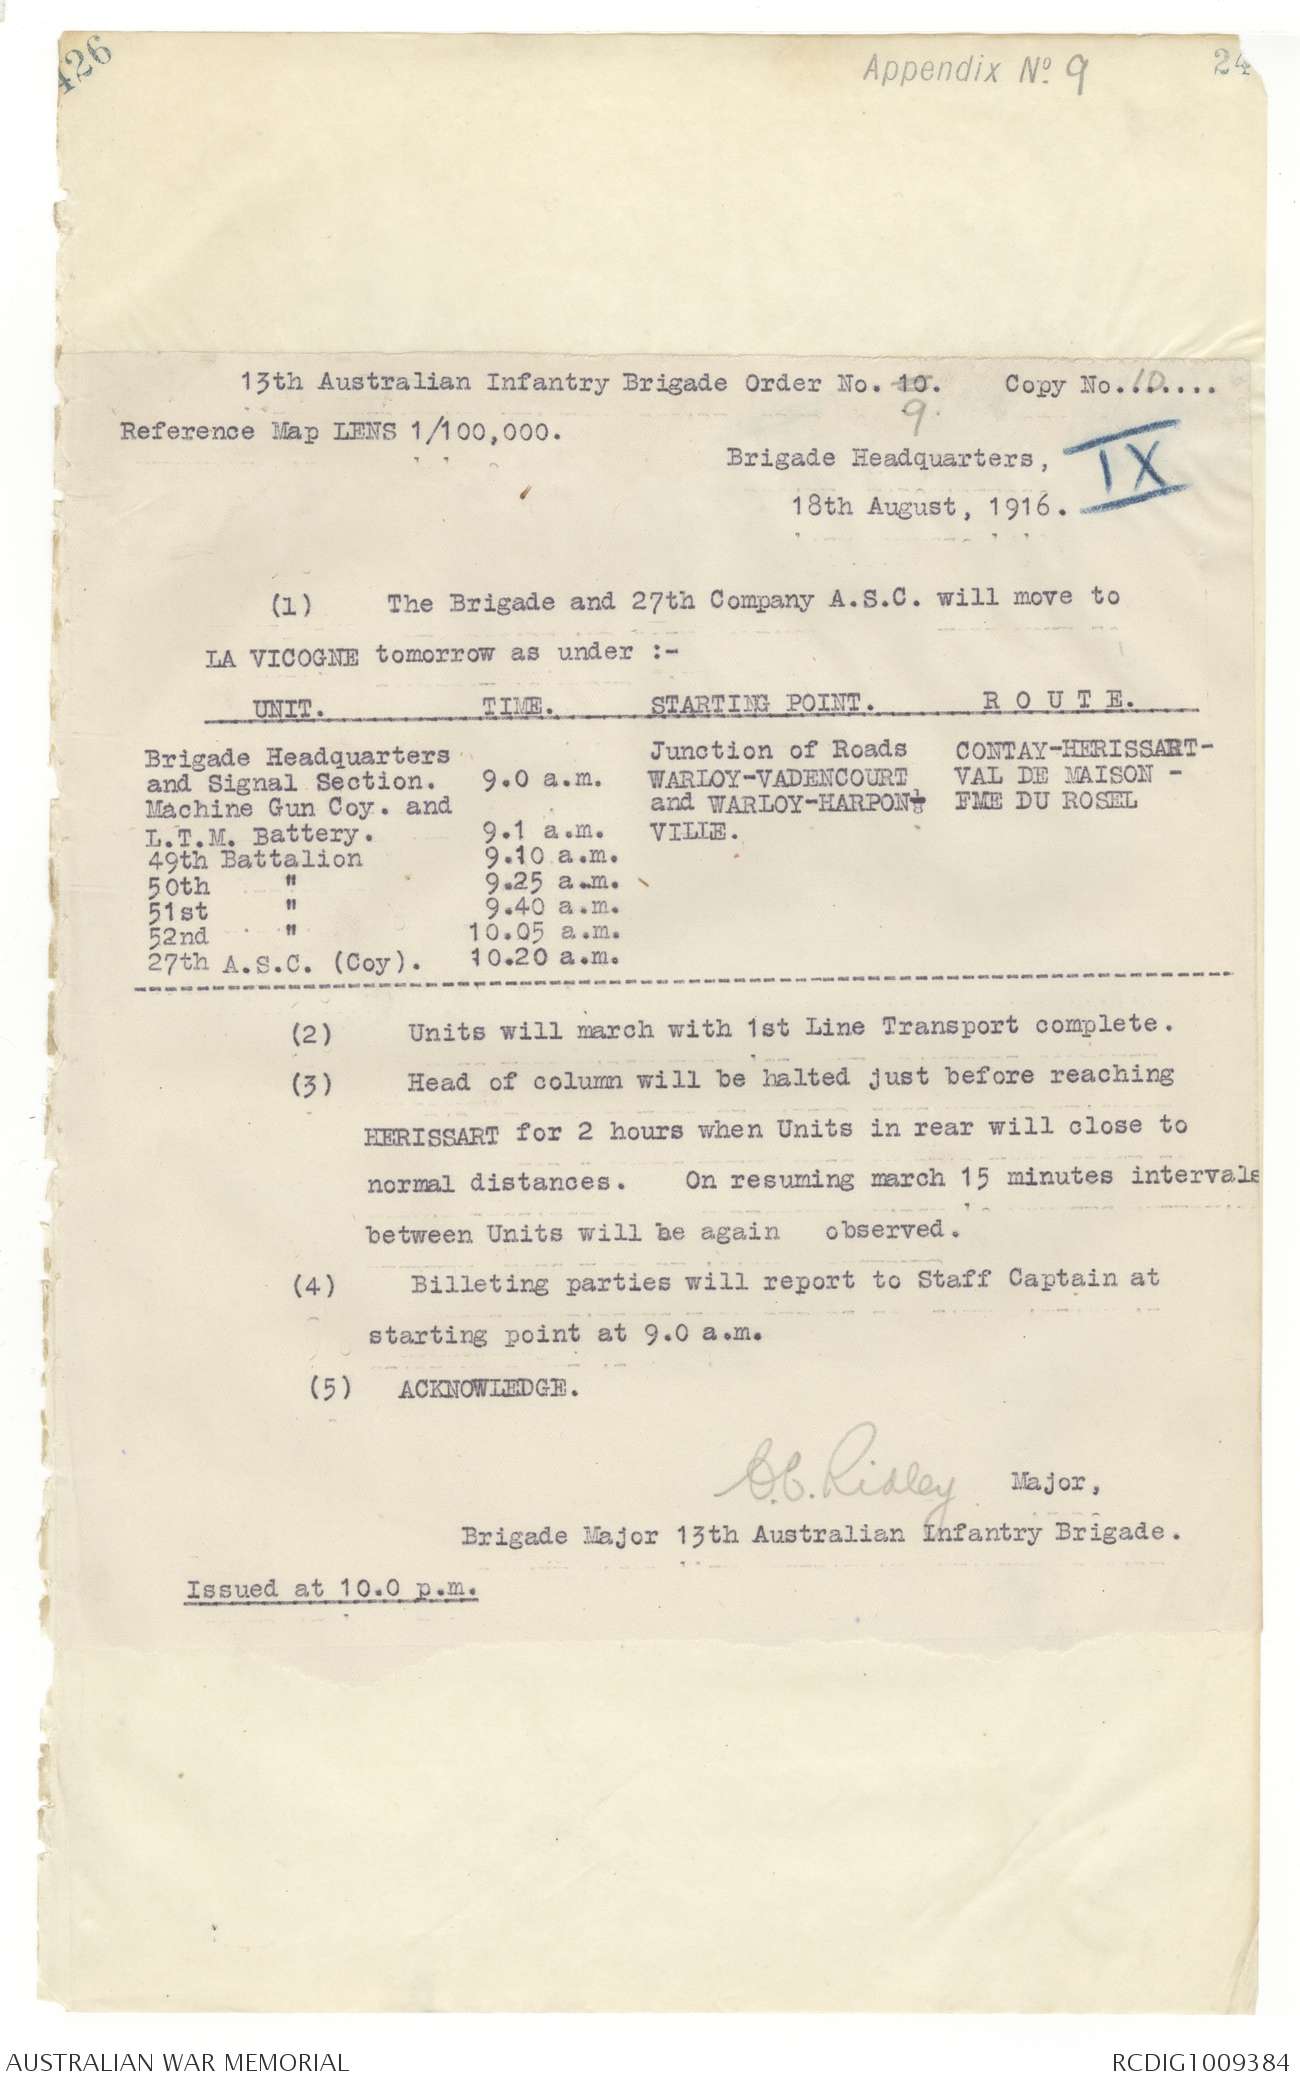 426
Appendix No. 9
24
13th Australian Infantry Brigade Order No. 10. Copy No. 10.......
9
Reference Map LENS 1/100,000.
Brigade Headquarters,
IX
18th August, 1916.
(1) The Brigade and 27th Company A.S.C. will move to
LA VICOGNE tomorrow as under :-
UNIT. TIME. STARTING POINT. R O U T E.
Brigade Headquarters Junction of Roads CONTAY-HERISSART-
and Signal Section. 9.0 a.m. WARLOY-VADENCOURT VAL DE MAISON -
Machine Gun Coy. and and WARLOY-HARPON- FME DU ROSEL
L.T.M. Battery. 9.1 a.m. VILLE.
49th Battalion 9.10 a.m.
50th " 9.25 a.m.
51st " 9.40 a.m.
52nd " 10.05 a.m.
27th A.S.C. (Coy). 10.20 a.m.
(2) Units will march with 1st Line Transport complete.
(3) Head of column will be halted just before reaching
HERISSART for 2 hours when Units in rear will close to
normal distances. On resuming march 15 minutes intervals
between Units will be again observed.
(4) Billeting parties will report to Staff Captain at
starting point at 9.0 a.m.
(5) ACKNOWLEDGE.
C.C. Ridley Major,
Brigade Major 13th Australian Infantry Brigade.
Issued at 10.0 p.m.
AUSTRALIAN WAR MEMORIAL RCDIG1009384